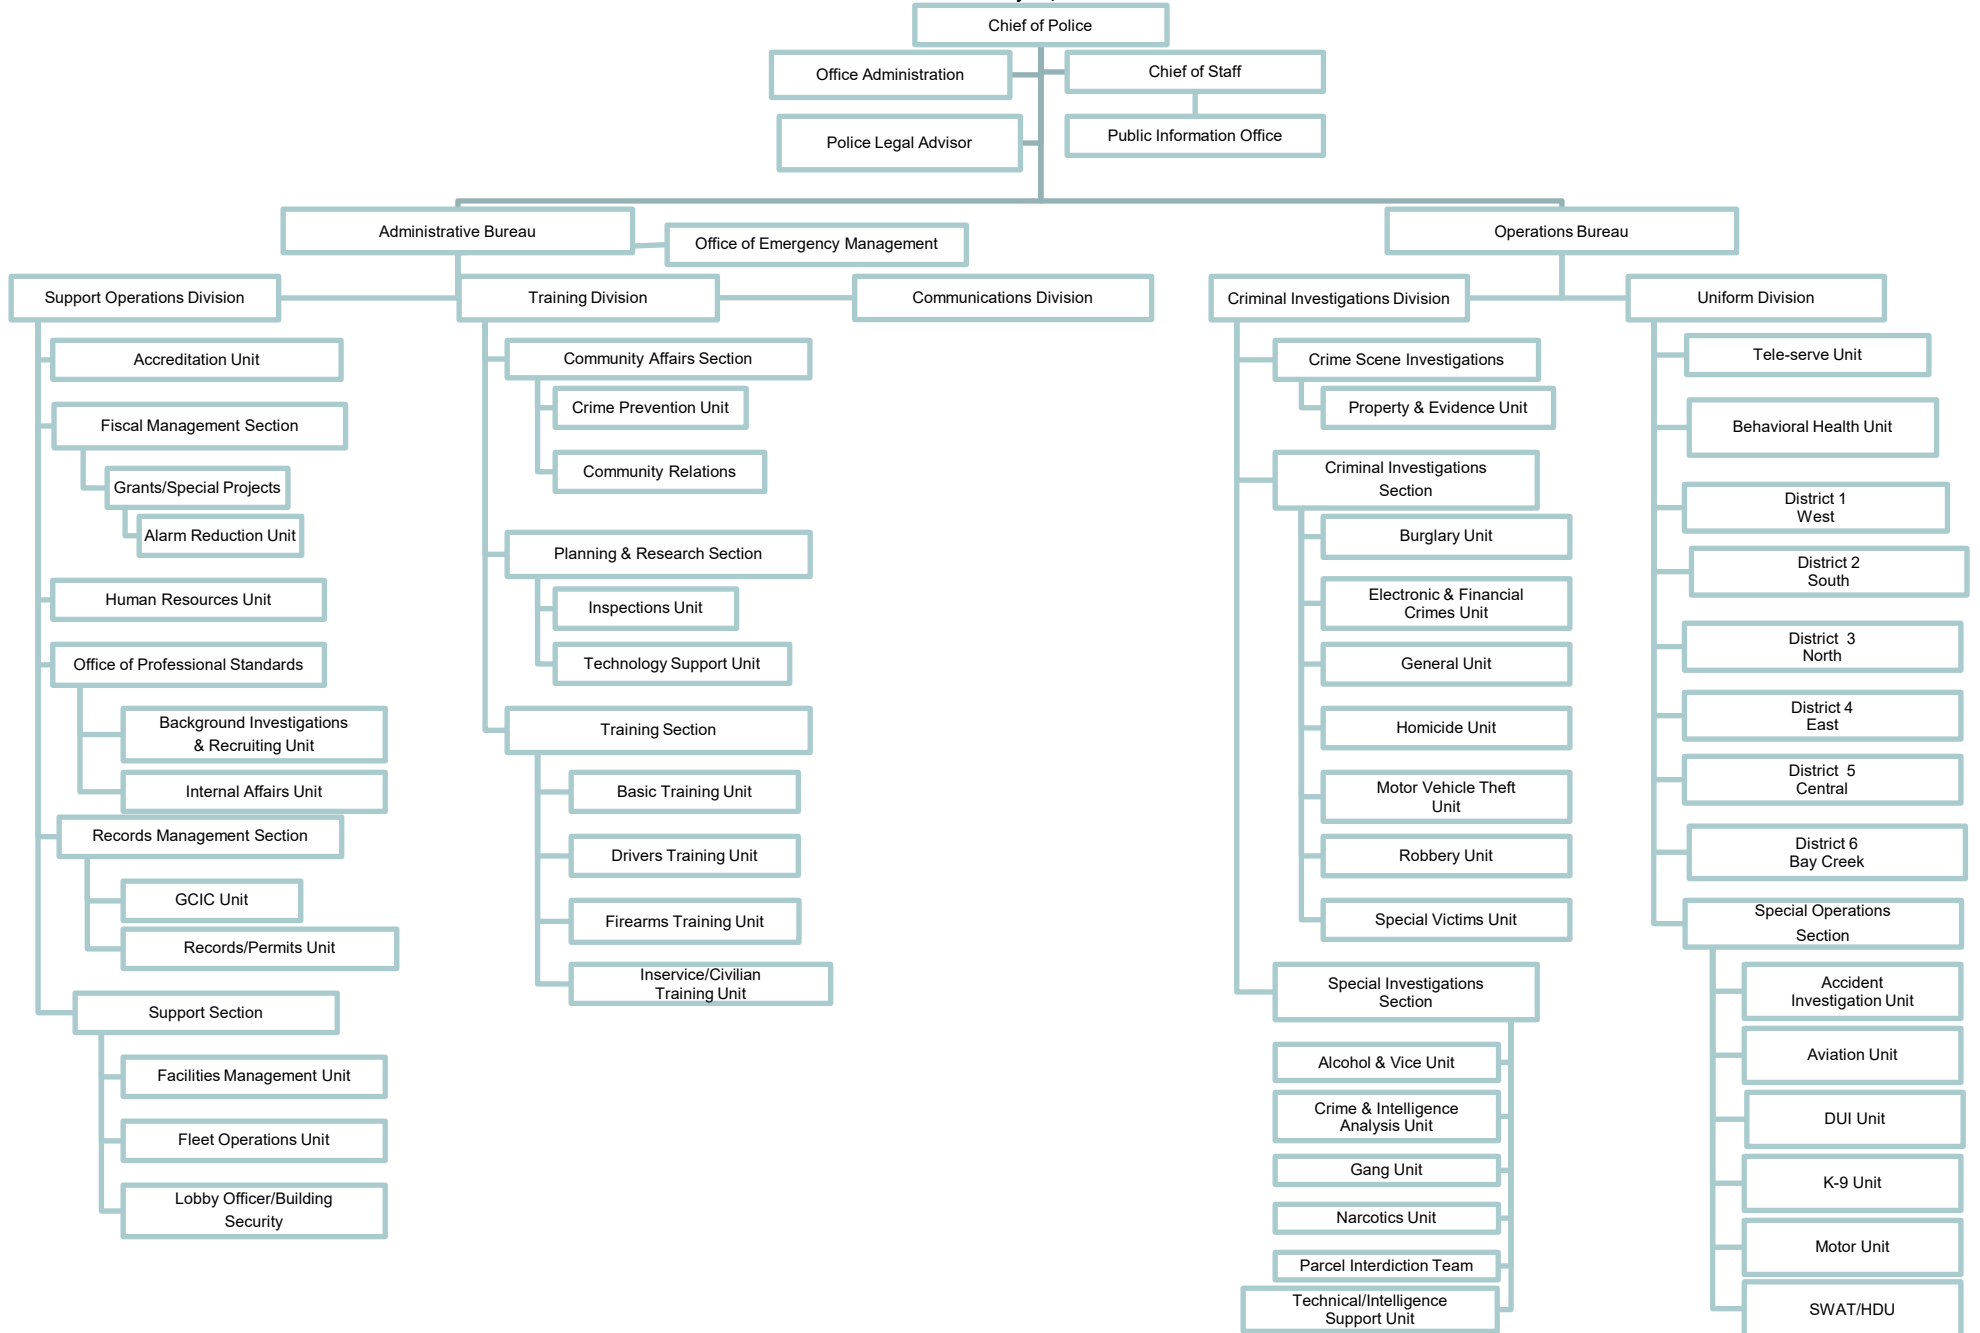 Chief of Police
Office Administration
Chief of Staff
Police Legal Advisor
Public Information Office
Administrative Bureau
Office of Emergency Management
Operations Bureau
Support Operations Division
Training Division
Communications Division
Criminal Investigations Division
Uniform Division
Accreditation Unit
Fiscal Management Section
Grants/Special Projects
Alarm Reduction Unit
Human Resources Unit
Office of Professional Standards
Background Investigations
& Recruiting Unit
Internal Affairs Unit
Records Management Section
GCIC Unit
Records/Permits Unit
Support Section
Facilities Management Unit
Fleet Operations Unit
Lobby Officer/Building
Security
Community Affairs Section
Crime Prevention Unit
Community Relations
Planning & Research Section
Inspections Unit
Technology Support Unit
Training Section
Basic Training Unit
Drivers Training Unit
Firearms Training Unit
Inservice/Civilian
Training Unit
Crime Scene Investigations
Property & Evidence Unit
Criminal Investigations
Section
Burglary Unit
Electronic & Financial
Crimes Unit
General Unit
Homicide Unit
Motor Vehicle Theft
Unit
Robbery Unit
Special Victims Unit
Special Investigations
Section
Alcohol & Vice Unit
Crime & Intelligence
Analysis Unit
Gang Unit
Narcotics Unit
Parcel Interdiction Team
Technical/Intelligence
Support Unit
Tele-serve Unit
Behavioral Health Unit
District 1
West
District 2
South
District 3
North
District 4
East
District 5
Central
District 6
Bay Creek
Special Operations
Section
Accident
Investigation Unit
Aviation Unit
DUI Unit
K-9 Unit
Motor Unit
SWAT/HDU